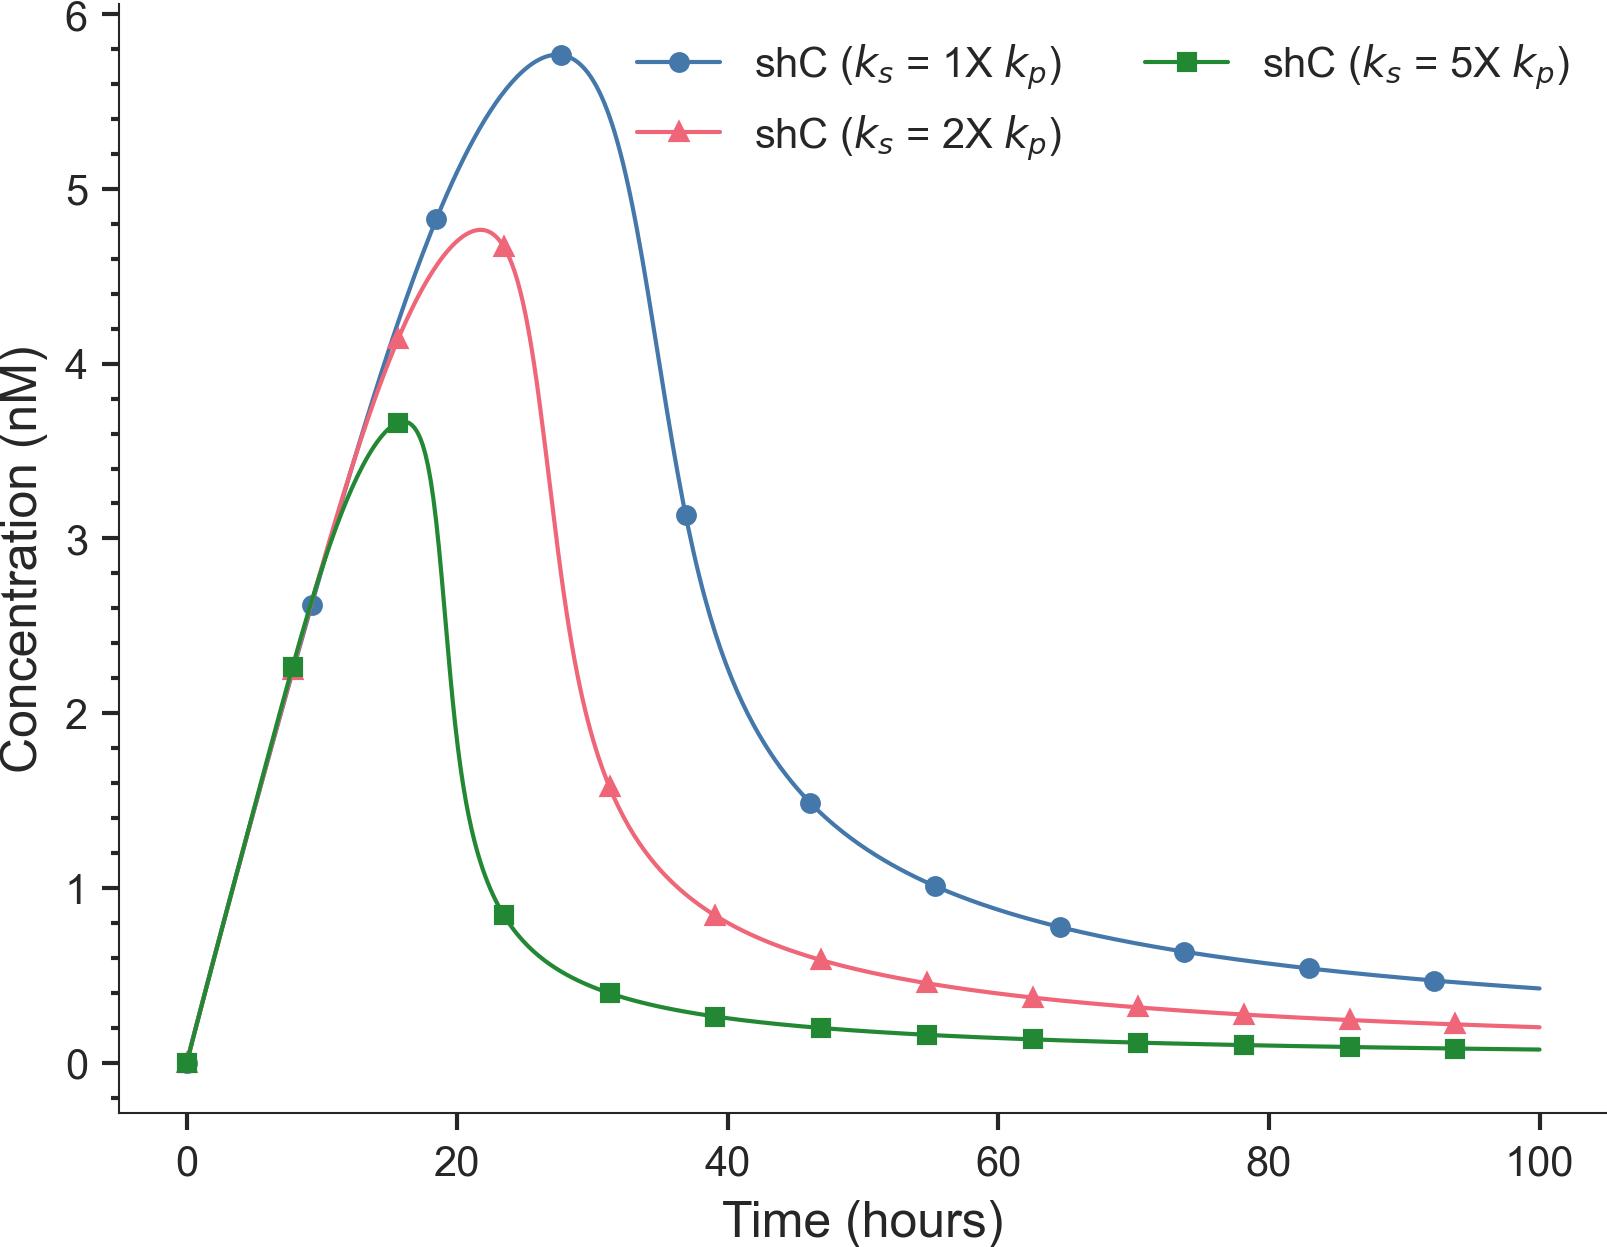 shC (kₛ = 1X kₚ)
shC (kₛ = 2X kₚ)
shC (kₛ = 5X kₚ)
Concentration (nM)
6
5
4
3
2
1
0
0 20 40 60 80 100
Time (hours)